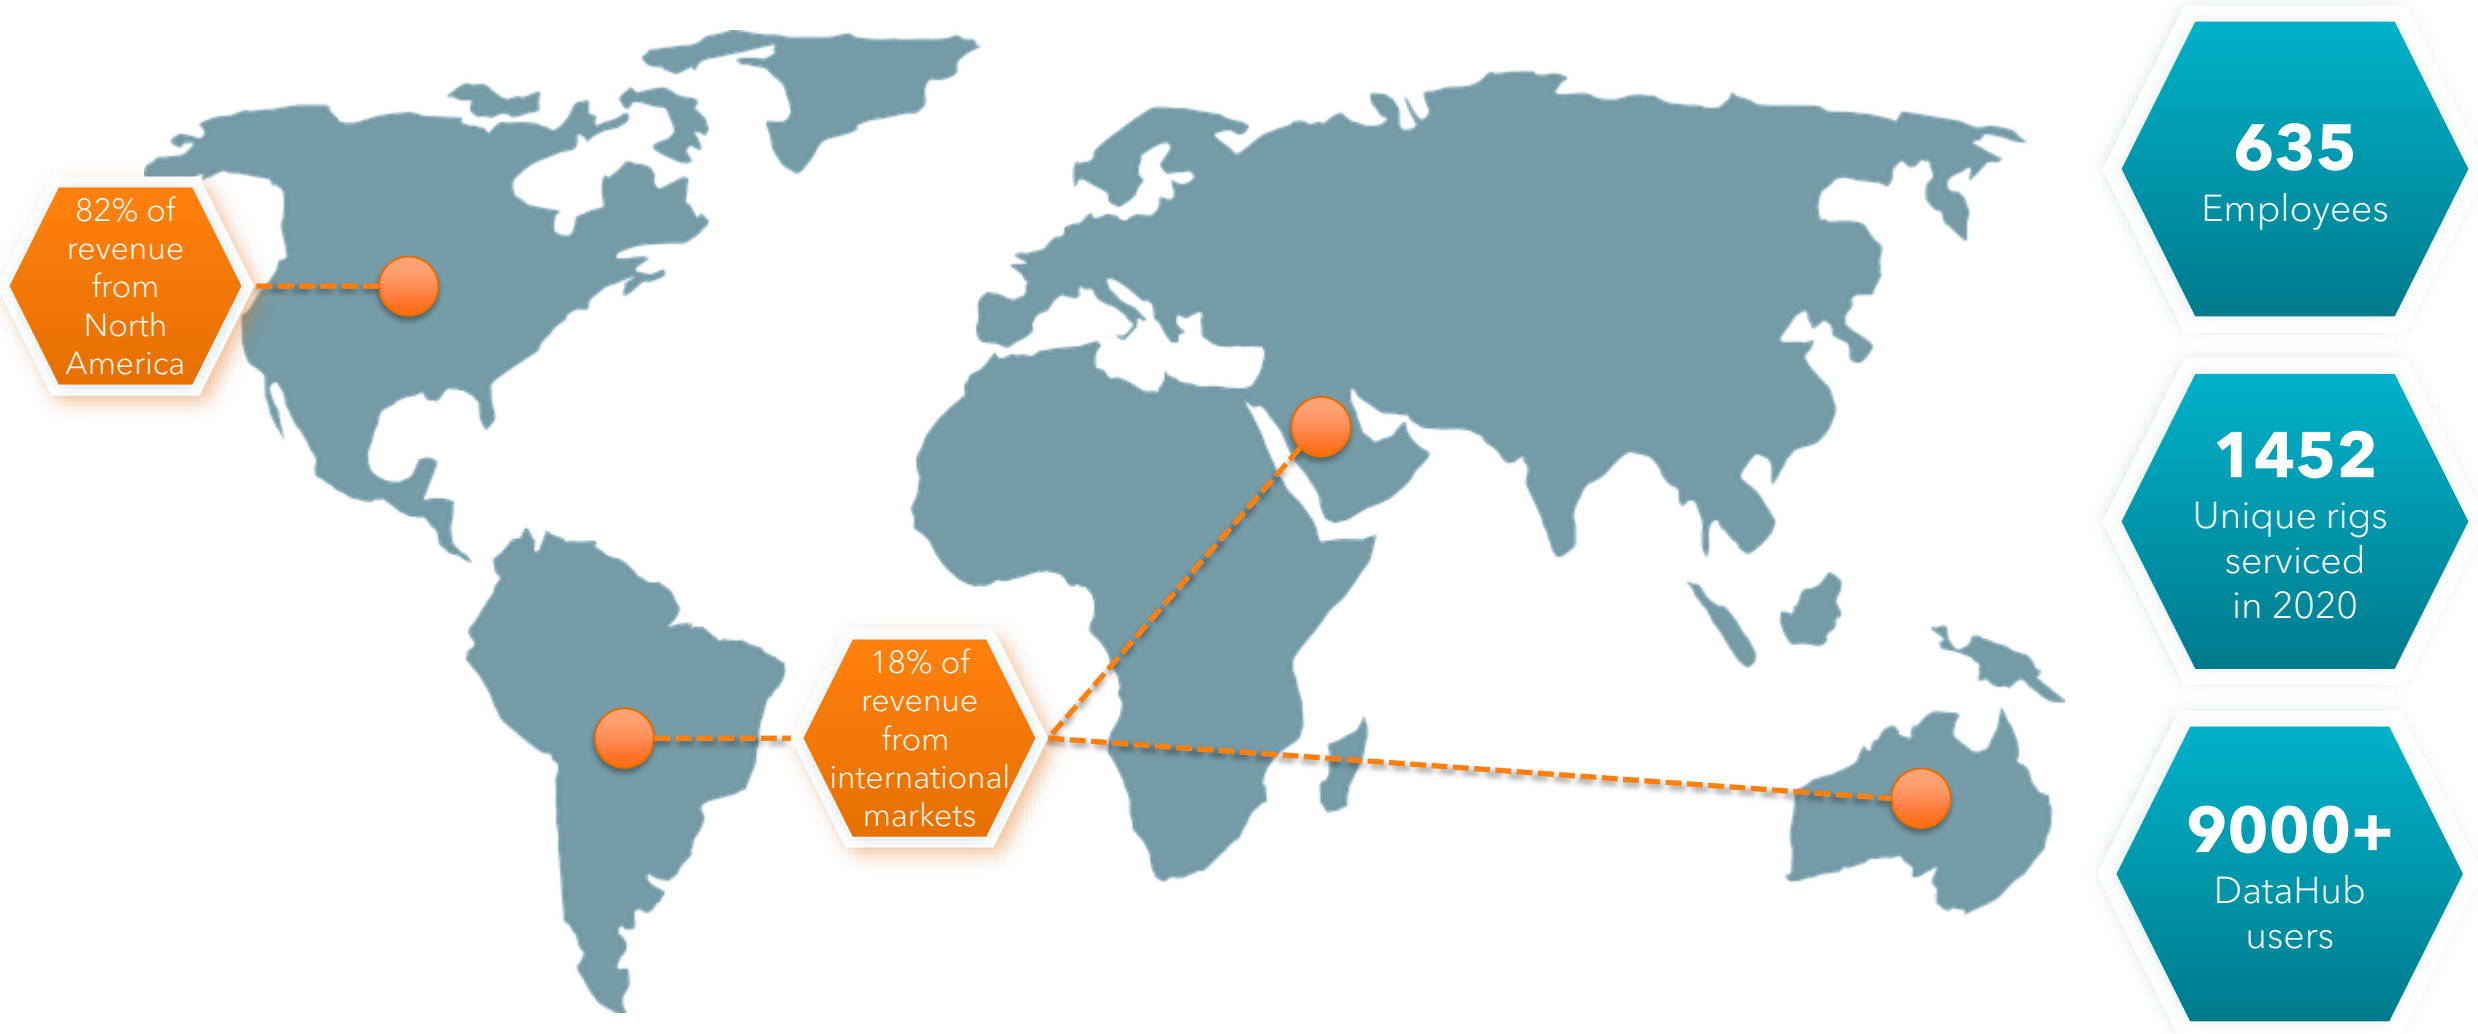 82% of
revenue
from
North
America
18% of
revenue
from
international
markets
635
Employees
1452
Unique rigs
serviced
in 2020
9000+
DataHub
users